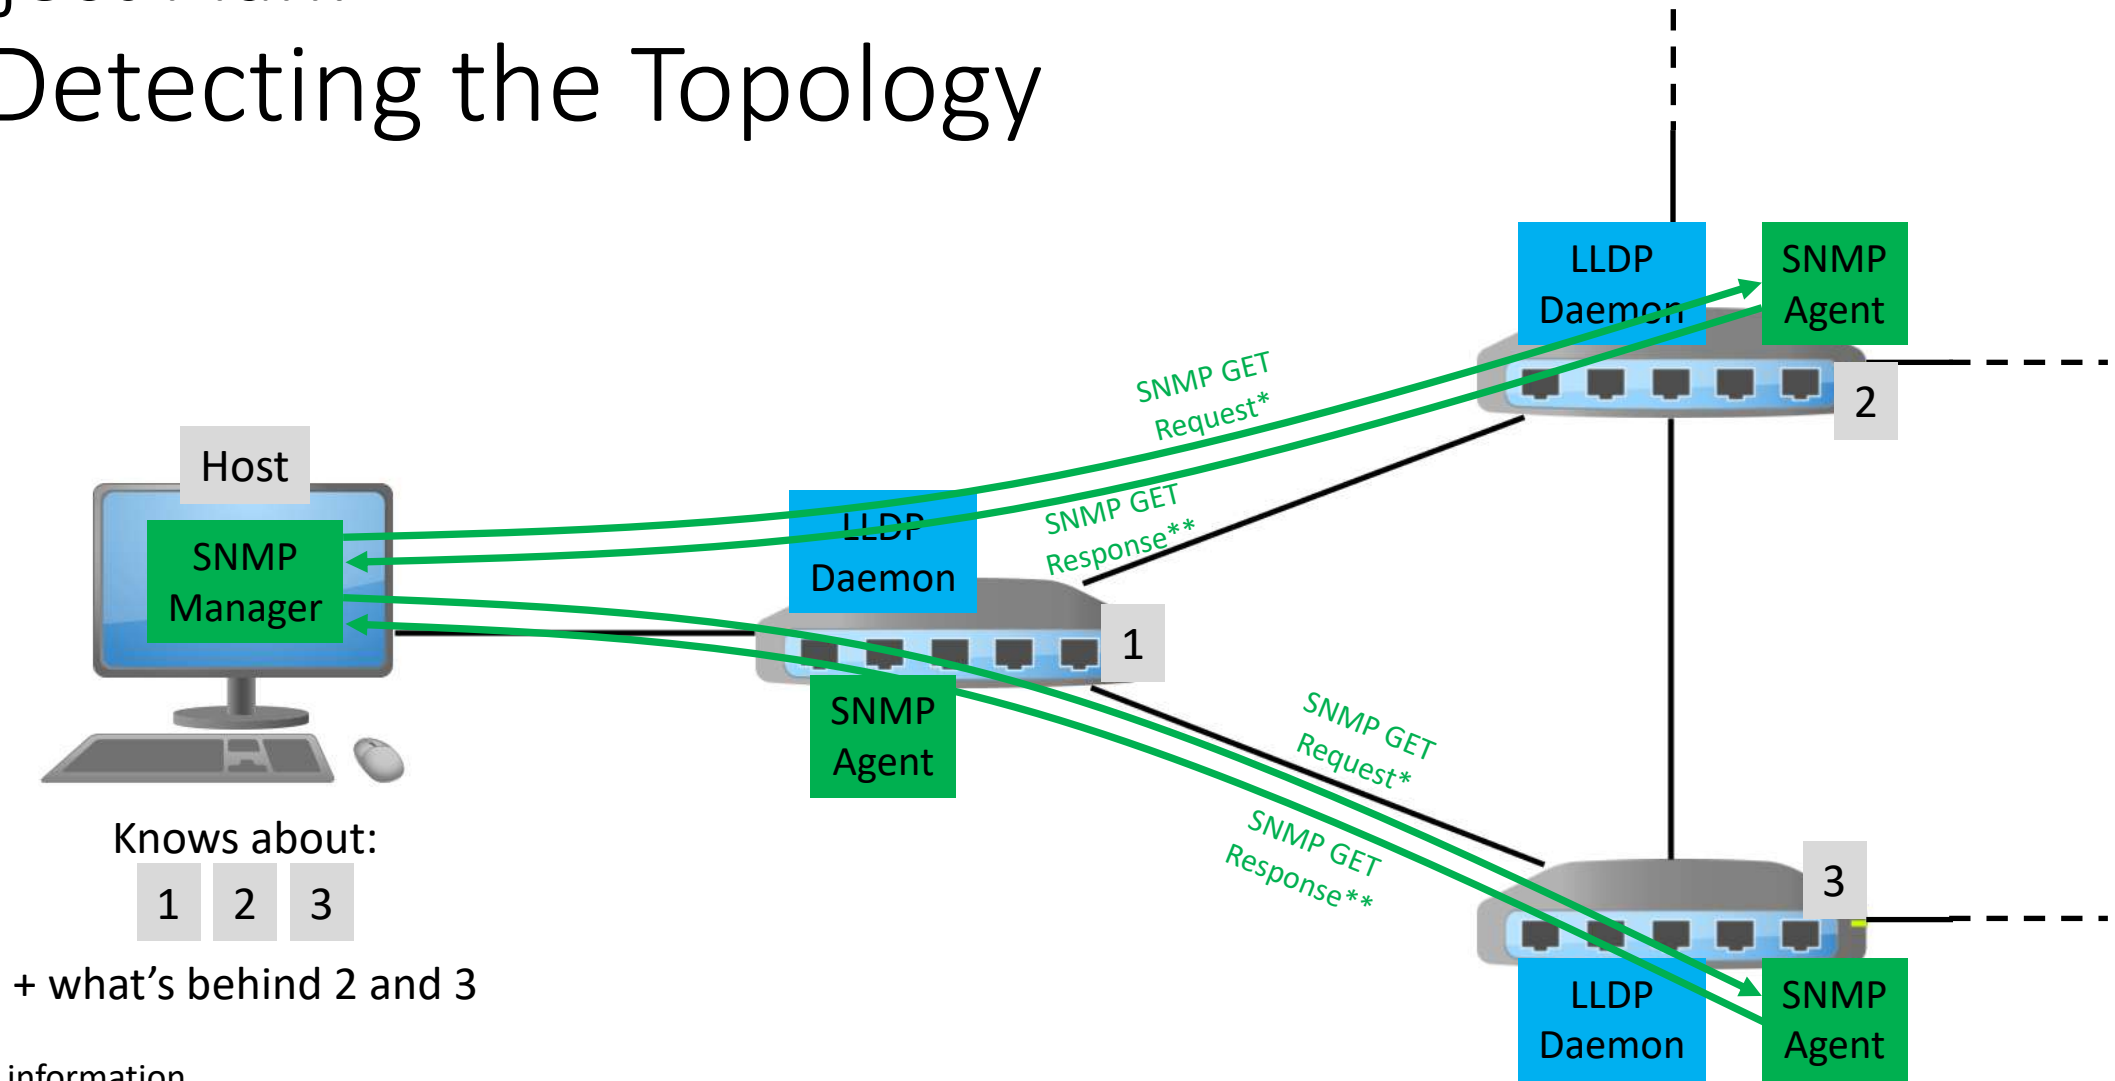 Detecting the Topology
LLDP
Daemon
SNMP
Agent
2
SNMP GET
Request*
SNMP GET
Response**
Host
SNMP
Manager
LLDP
Daemon
1
SNMP
Agent
SNMP GET
Request*
SNMP GET
Response**
Knows about:
1 2 3
+ what’s behind 2 and 3
3
LLDP
Daemon
SNMP
Agent
information